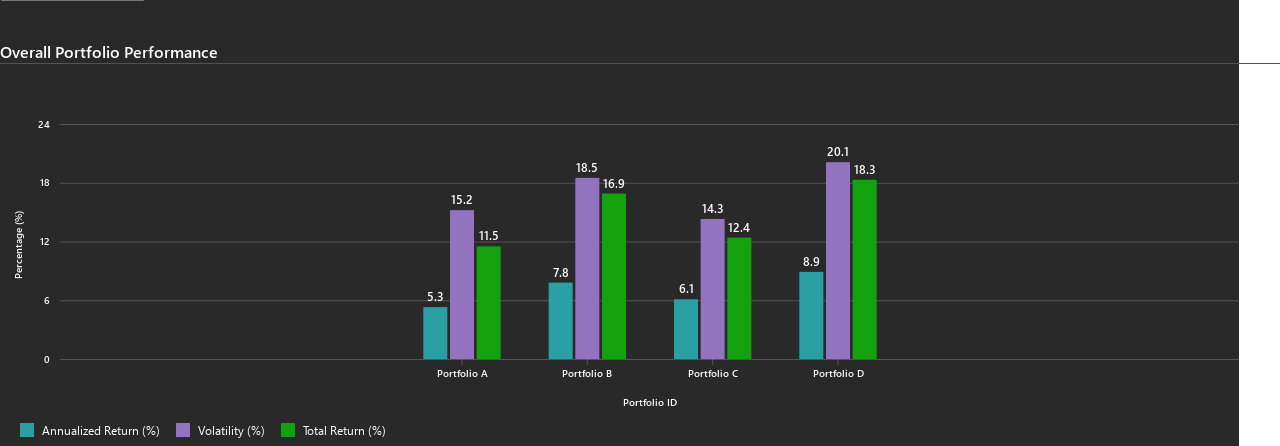 Overall Portfolio Performance
24
18
12
6
0
Percentage (%)
5.3
15.2
11.5
7.8
18.5
16.9
6.1
14.3
12.4
8.9
20.1
18.3
Portfolio A
Portfolio B
Portfolio C
Portfolio D
Portfolio ID
Annualized Return (%)
Volatility (%)
Total Return (%)